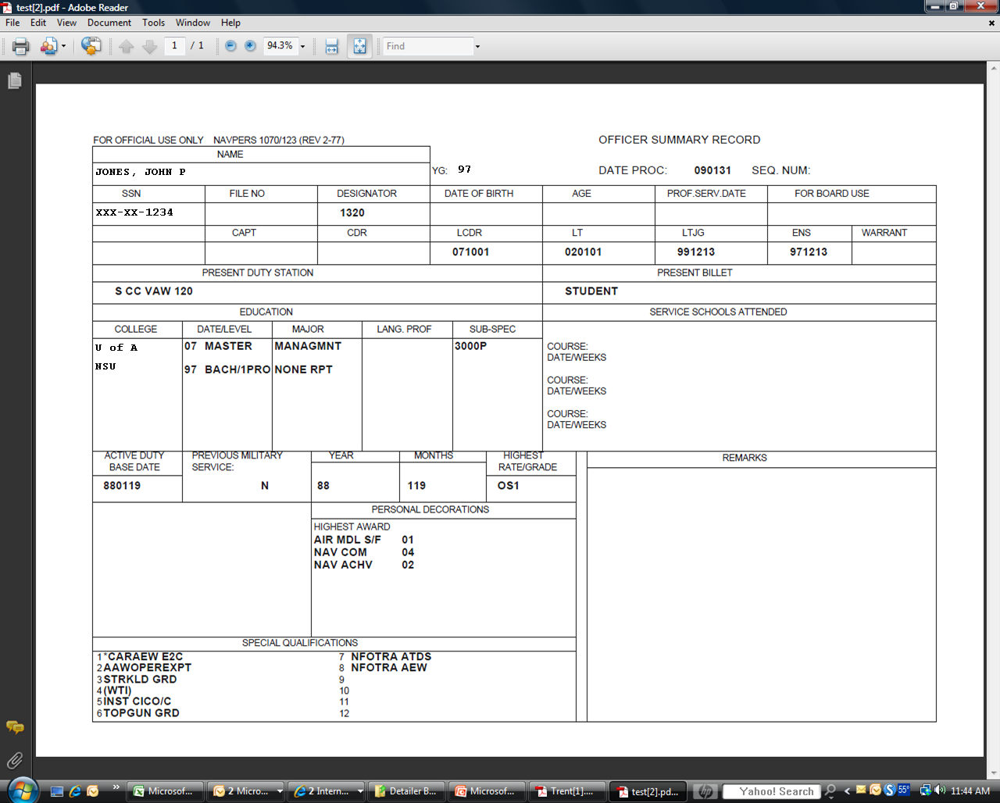 test[2].pdf - Adobe Reader
File Edit View Document Tools Window Help
1 / 1 94.3% Find
FOR OFFICIAL USE ONLY NAVPERS 1070/123 (REV 2-77) OFFICER SUMMARY RECORD
NAME
JONES, JOHN P YG: 97 DATE PROC: 090131 SEQ. NUM:
SSN FILE NO DESIGNATOR DATE OF BIRTH AGE PROF.SERV.DATE FOR BOARD USE
XXX-XX-1234 1320
CAPT CDR LCDR LT LTJG ENS WARRANT
071001 020101 991213 971213
PRESENT DUTY STATION PRESENT BILLET
S CC VAW 120 STUDENT
EDUCATION SERVICE SCHOOLS ATTENDED
COLLEGE DATE/LEVEL MAJOR LANG. PROF SUB-SPEC
U of A 07 MASTER MANAGMNT 3000P COURSE:
DATE/WEEKS
NSU 97 BACH/1PRO NONE RPT
COURSE:
DATE/WEEKS
COURSE:
DATE/WEEKS
ACTIVE DUTY PREVIOUS MILITARY YEAR MONTHS HIGHEST REMARKS
BASE DATE SERVICE: RATE/GRADE
880119 N 88 119 OS1
PERSONAL DECORATIONS
HIGHEST AWARD
AIR MDL S/F 01
NAV COM 04
NAV ACHV 02
SPECIAL QUALIFICATIONS
1 *CARAEW E2C 7 NFOTRA ATDS
2 AAWOPEREXPT 8 NFOTRA AEW
3 STRKLD GRD 9
4 (WTI) 10
5 INST CICO/C 11
6 TOPGUN GRD 12
Microsof... 2 Micro... 2 Intern... Detailer B... Microsof... Trent[1].... test[2].pd... hp Yahoo! Search 55° 11:44 AM